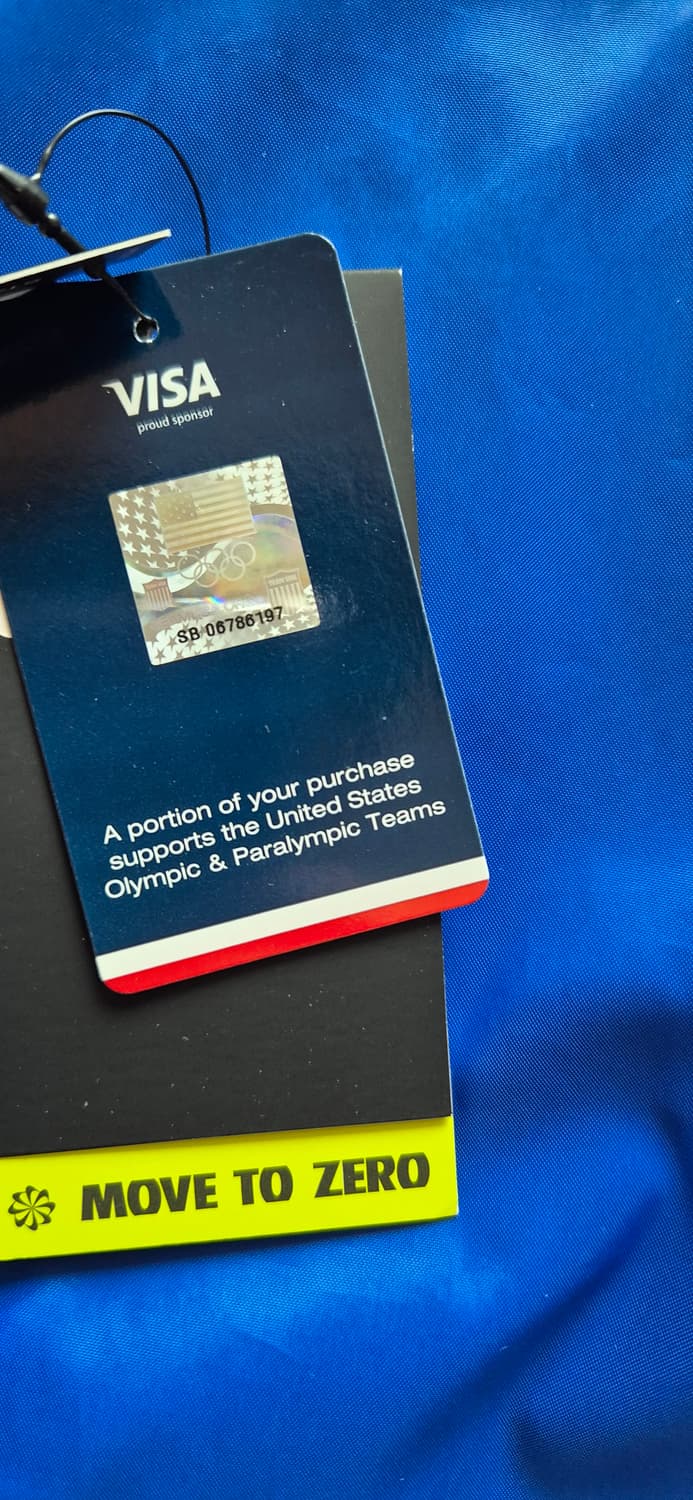 VISA
proud sponsor
SB 06786197
A portion of your purchase
supports the United States
Olympic & Paralympic Teams
MOVE TO ZERO